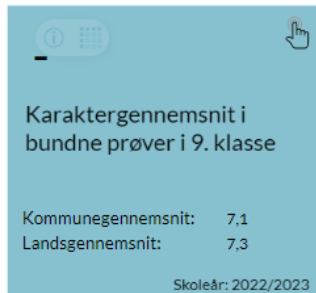 Karaktergennemsnit i
bundne prøver i 9. klasse
Kommunegennemsnit: 7,1
Landsgennemsnit: 7,3
Skoleår: 2022/2023